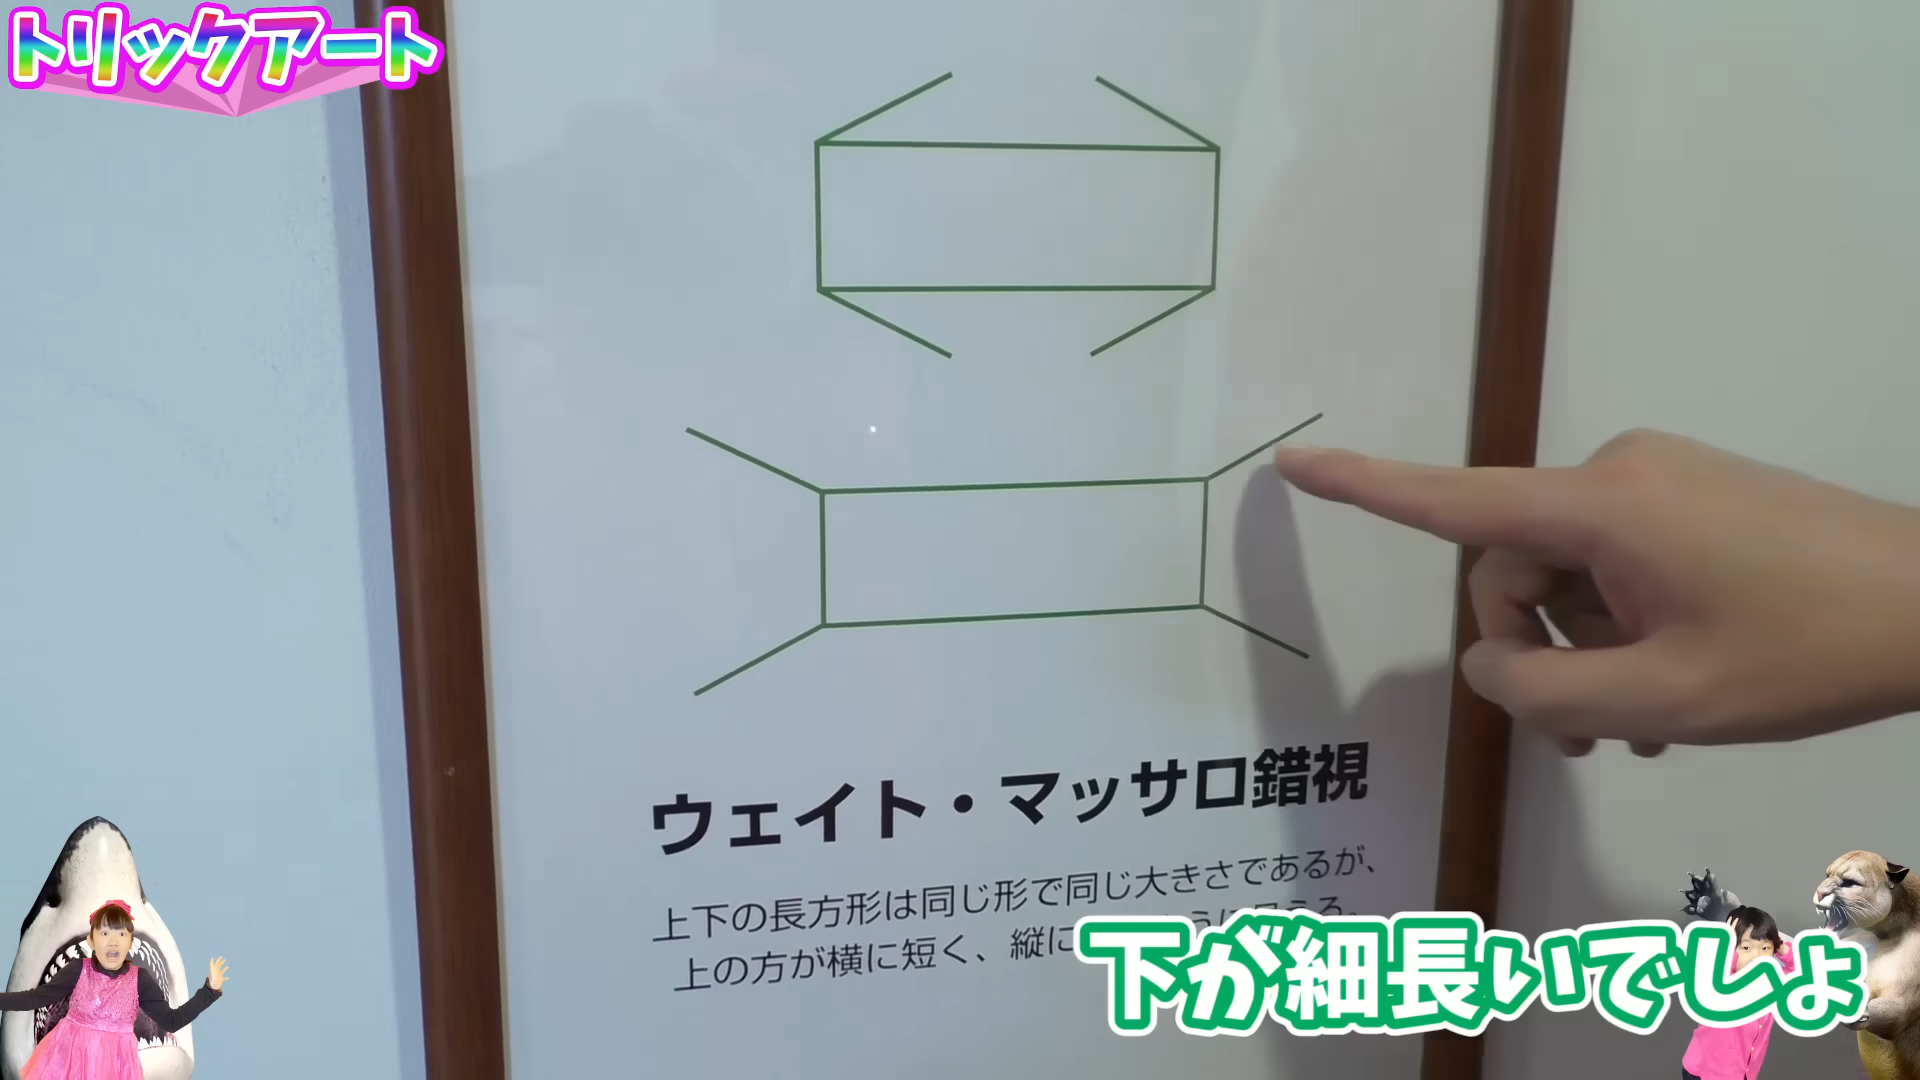 トリックアート
ウェイト・マッサロ錯視
上下の長方形は同じ形で同じ大きさであるが、
上の方が横に短く、縦に
下が細長いでしょ